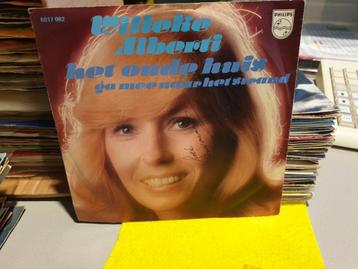 6017 082
PHILIPS
Willeke
Alberti
het oude huis
ga mee naar het strand